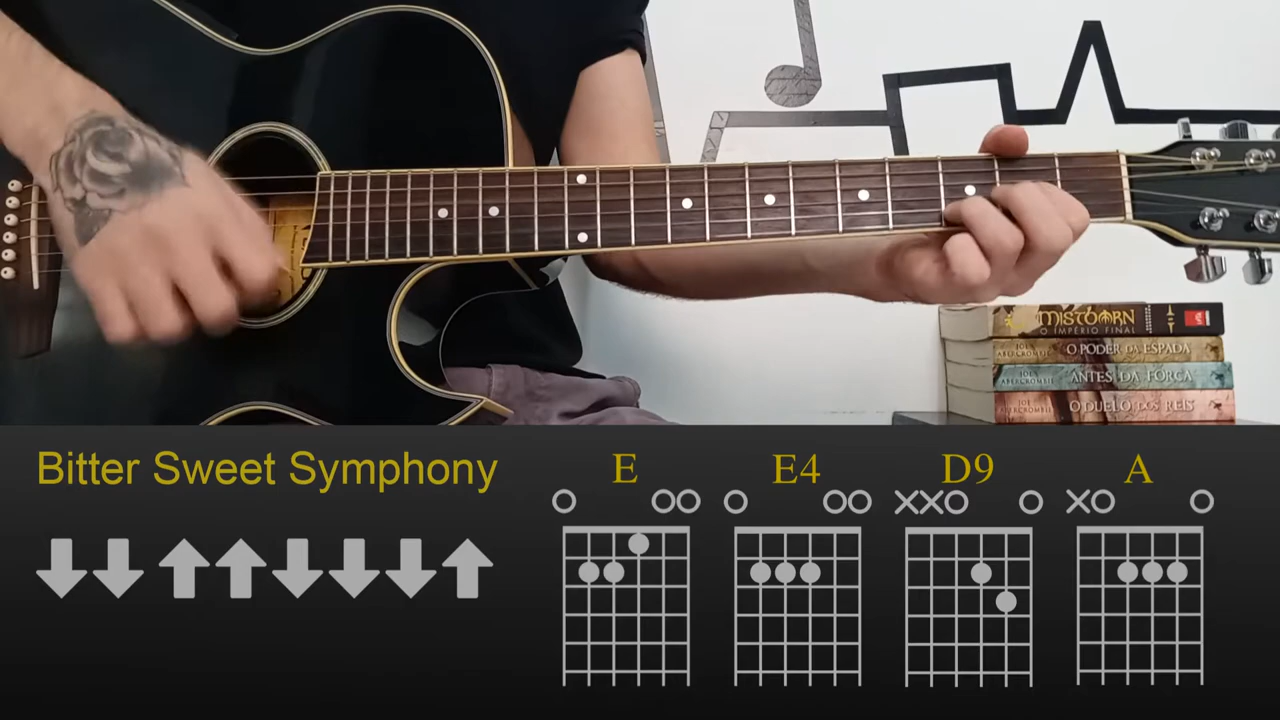 MISTBORN
O IMPÉRIO FINAL
JOE ABERCROMBIE
O PODER DA ESPADA
JOE ABERCROMBIE
ANTES DA FORCA
JOE ABERCROMBIE
O DUELO DOS REIS
Bitter Sweet Symphony
E
E4
D9
A